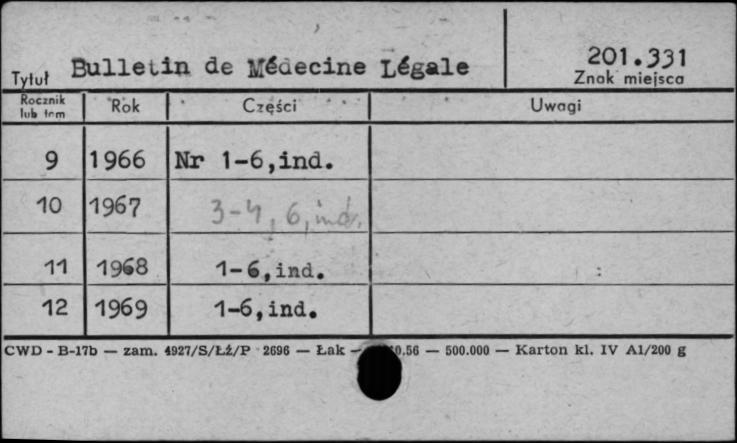 Tytuł Bulletin de Médecine Légale 201.331
Znak miejsca
Rocznik lub tom Rok Części Uwagi
9 1966 Nr 1-6,ind.
10 1967 3-4, 6, ind.
11 1968 1-6,ind.
12 1969 1-6,ind.
CWD - B-17b — zam. 4927/S/ŁŻ/P 2696 — Łak — 0.56 — 500.000 — Karton kl. IV A1/200 g